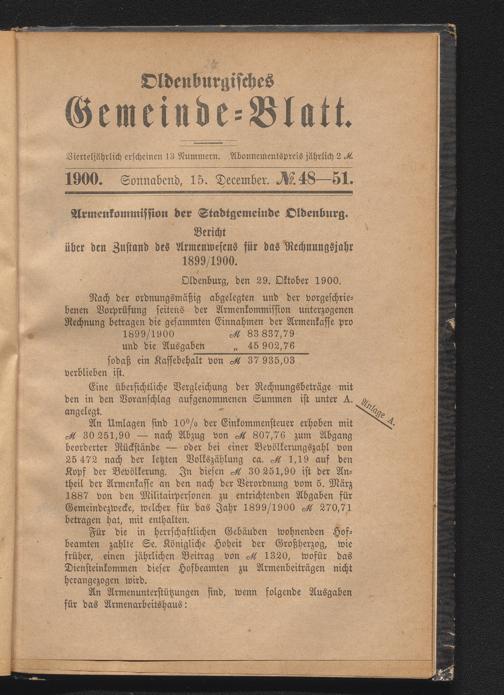 Oldenburgisches
Gemeinde-Blatt.
Vierteljährlich erscheinen 13 Nummern. Abonnementspreis jährlich 2 ℳ.
1900. Sonnabend, 15. December. №. 48—51.
Armenkommission der Stadtgemeinde Oldenburg.
Bericht
über den Zustand des Armenwesens für das Rechnungsjahr
1899/1900.
Oldenburg, den 29. Oktober 1900.
Nach der ordnungsmäßig abgelegten und der vorgeschrie-
benen Vorprüfung seitens der Armenkommission unterzogenen
Rechnung betragen die gesammten Einnahmen der Armenkasse pro
1899/1900 ℳ 83 837,79
und die Ausgaben „ 45 902,76
sodaß ein Kassebehalt von ℳ 37 935,03
verblieben ist.
Eine übersichtliche Vergleichung der Rechnungsbeträge mit
den in den Voranschlag aufgenommenen Summen ist unter A.
angelegt.
Anlage A.
An Umlagen sind 10% der Einkommensteuer erhoben mit
ℳ 30 251,90 — nach Abzug von ℳ 807,76 zum Abgang
beorderter Rückstände — oder bei einer Bevölkerungszahl von
25 472 nach der letzten Volkszählung ca. ℳ 1,19 auf den
Kopf der Bevölkerung. In diesen ℳ 30 251,90 ist der An-
theil der Armenkasse an den nach der Verordnung vom 5. März
1887 von den Militairpersonen zu entrichtenden Abgaben für
Gemeindezwecke, welcher für das Jahr 1899/1900 ℳ 270,71
betragen hat, mit enthalten.
Für die in herrschaftlichen Gebäuden wohnenden Hof-
beamten zahlte Se. Königliche Hoheit der Großherzog, wie
früher, einen jährlichen Beitrag von ℳ 1320, wofür das
Diensteinkommen dieser Hofbeamten zu Armenbeiträgen nicht
herangezogen wird.
An Armenunterstützungen sind, wenn folgende Ausgaben
für das Armenarbeitshaus: